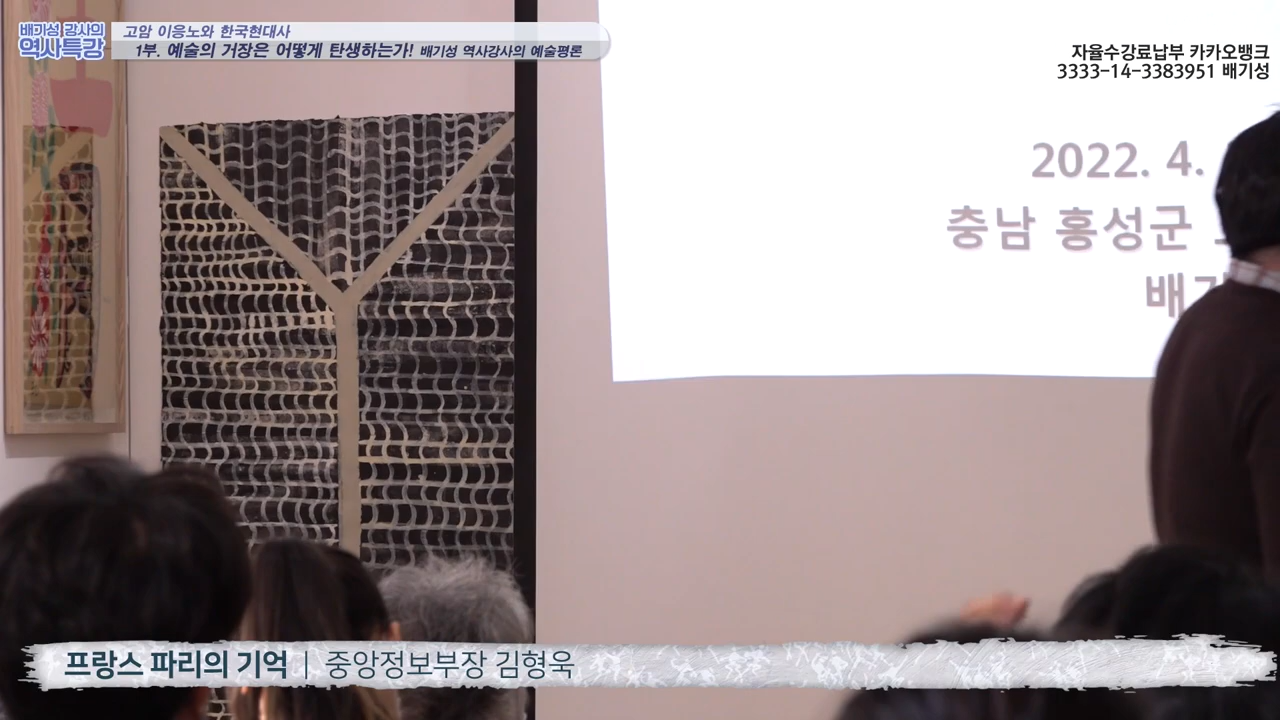 배기성 강사의
역사특강
고암 이응노와 한국현대사
1부. 예술의 거장은 어떻게 탄생하는가! 배기성 역사강사의 예술평론
자율수강료납부 카카오뱅크
3333-14-3383951 배기성
2022. 4.
충남 홍성군
배
프랑스 파리의 기억 | 중앙정보부장 김형욱